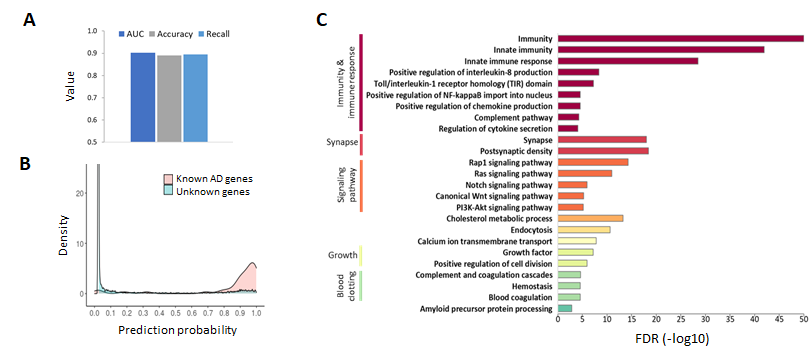 A
1.0
0.9
0.8
0.7
0.6
0.5
Value
AUC Accuracy Recall
B
20
10
0
Density
Known AD genes
Unknown genes
0.0 0.1 0.2 0.3 0.4 0.5 0.6 0.7 0.8 0.9 1.0
Prediction probability
C
Immunity &
immune response
Synapse
Signaling
pathway
Growth
Blood
clotting
Immunity
Innate immunity
Innate immune response
Positive regulation of interleukin-8 production
Toll/interleukin-1 receptor homology (TIR) domain
Positive regulation of NF-kappaB import into nucleus
Positive regulation of chemokine production
Complement pathway
Regulation of cytokine secretion
Synapse
Postsynaptic density
Rap1 signaling pathway
Ras signaling pathway
Notch signaling pathway
Canonical Wnt signaling pathway
PI3K-Akt signaling pathway
Cholesterol metabolic process
Endocytosis
Calcium ion transmembrane transport
Growth factor
Positive regulation of cell division
Complement and coagulation cascades
Hemostasis
Blood coagulation
Amyloid precursor protein processing
0 5 10 15 20 25 30 35 40 45 50
FDR (-log10)